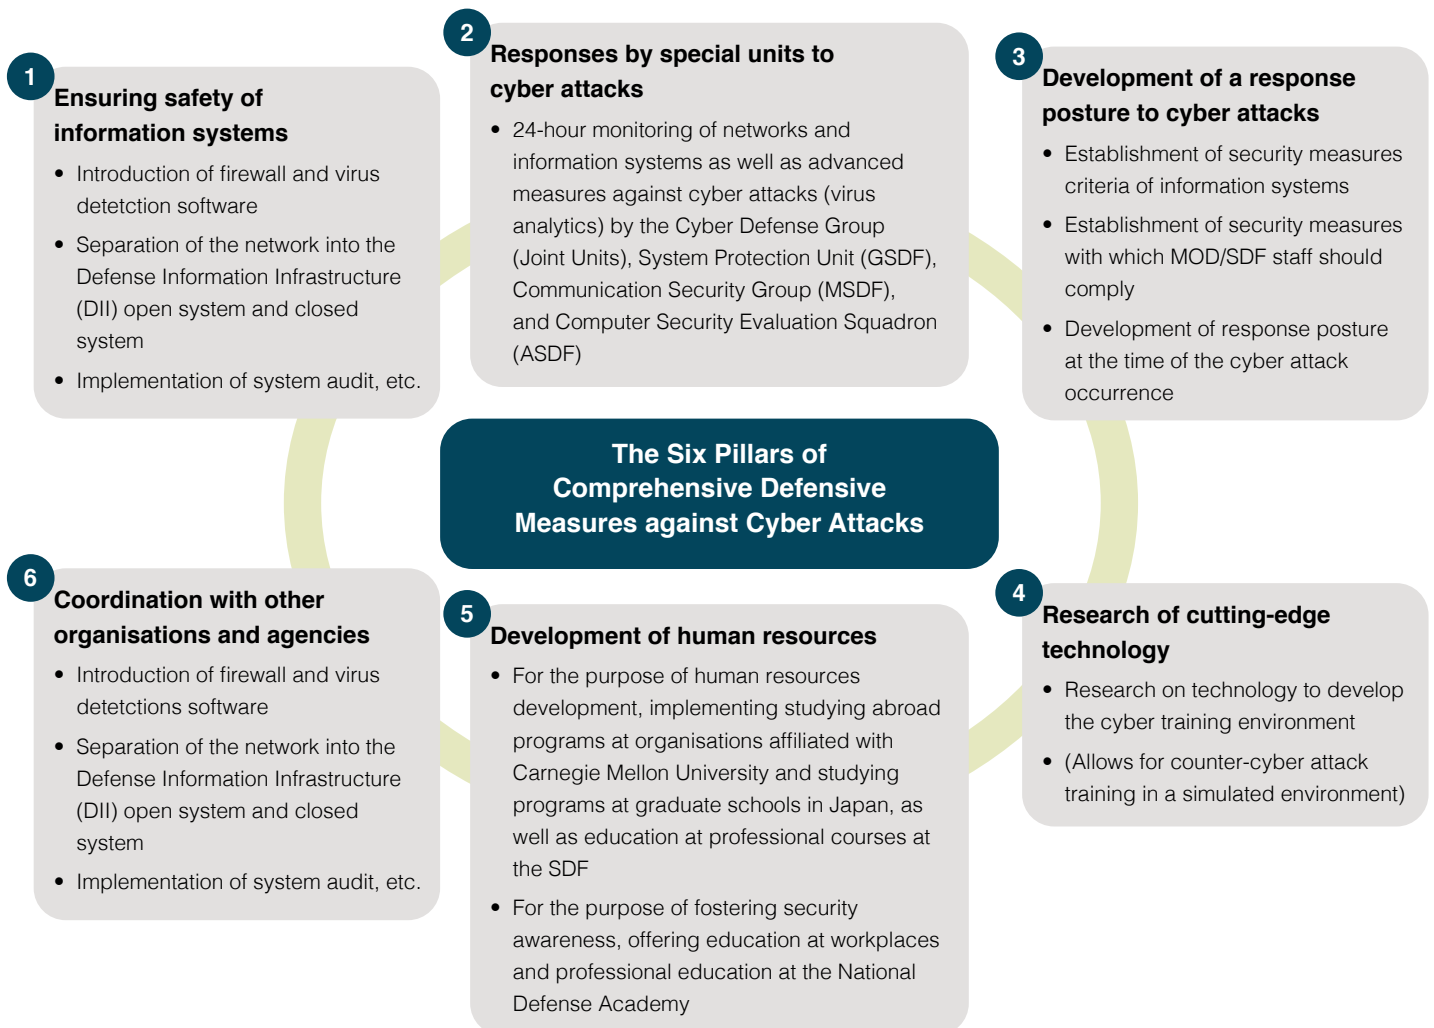 1
Ensuring safety of
information systems
• Introduction of firewall and virus
detetction software
• Separation of the network into the
Defense Information Infrastructure
(DII) open system and closed
system
• Implementation of system audit, etc.
2
Responses by special units to
cyber attacks
• 24-hour monitoring of networks and
information systems as well as advanced
measures against cyber attacks (virus
analytics) by the Cyber Defense Group
(Joint Units), System Protection Unit (GSDF),
Communication Security Group (MSDF),
and Computer Security Evaluation Squadron
(ASDF)
3
Development of a response
posture to cyber attacks
• Establishment of security measures
criteria of information systems
• Establishment of security measures
with which MOD/SDF staff should
comply
• Development of response posture
at the time of the cyber attack
occurrence
The Six Pillars of
Comprehensive Defensive
Measures against Cyber Attacks
4
Research of cutting-edge
technology
• Research on technology to develop
the cyber training environment
• (Allows for counter-cyber attack
training in a simulated environment)
5
Development of human resources
• For the purpose of human resources
development, implementing studying abroad
programs at organisations affiliated with
Carnegie Mellon University and studying
programs at graduate schools in Japan, as
well as education at professional courses at
the SDF
• For the purpose of fostering security
awareness, offering education at workplaces
and professional education at the National
Defense Academy
6
Coordination with other
organisations and agencies
• Introduction of firewall and virus
detetctions software
• Separation of the network into the
Defense Information Infrastructure
(DII) open system and closed
system
• Implementation of system audit, etc.